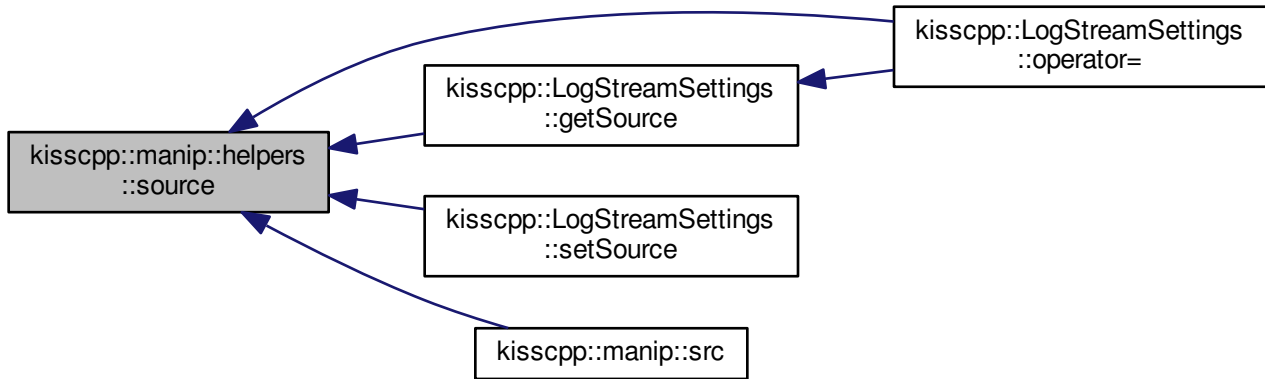 kisscpp::LogStreamSettings
::operator=
kisscpp::LogStreamSettings
::getSource
kisscpp::manip::helpers
::source
kisscpp::LogStreamSettings
::setSource
kisscpp::manip::src